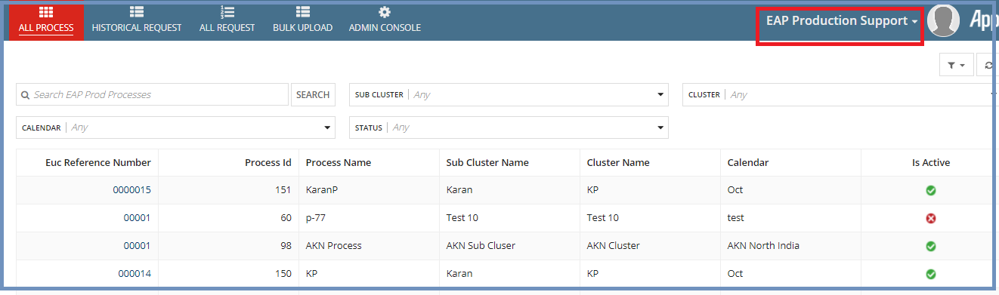 ALL PROCESS HISTORICAL REQUEST ALL REQUEST BULK UPLOAD ADMIN CONSOLE EAP Production Support App
Search EAP Prod Processes SEARCH SUB CLUSTER Any CLUSTER Any
CALENDAR Any STATUS Any
Euc Reference Number Process Id Process Name Sub Cluster Name Cluster Name Calendar Is Active
0000015 151 KaranP Karan KP Oct
00001 60 p-77 Test 10 Test 10 test
00001 98 AKN Process AKN Sub Cluser AKN Cluster AKN North India
000014 150 KP Karan KP Oct